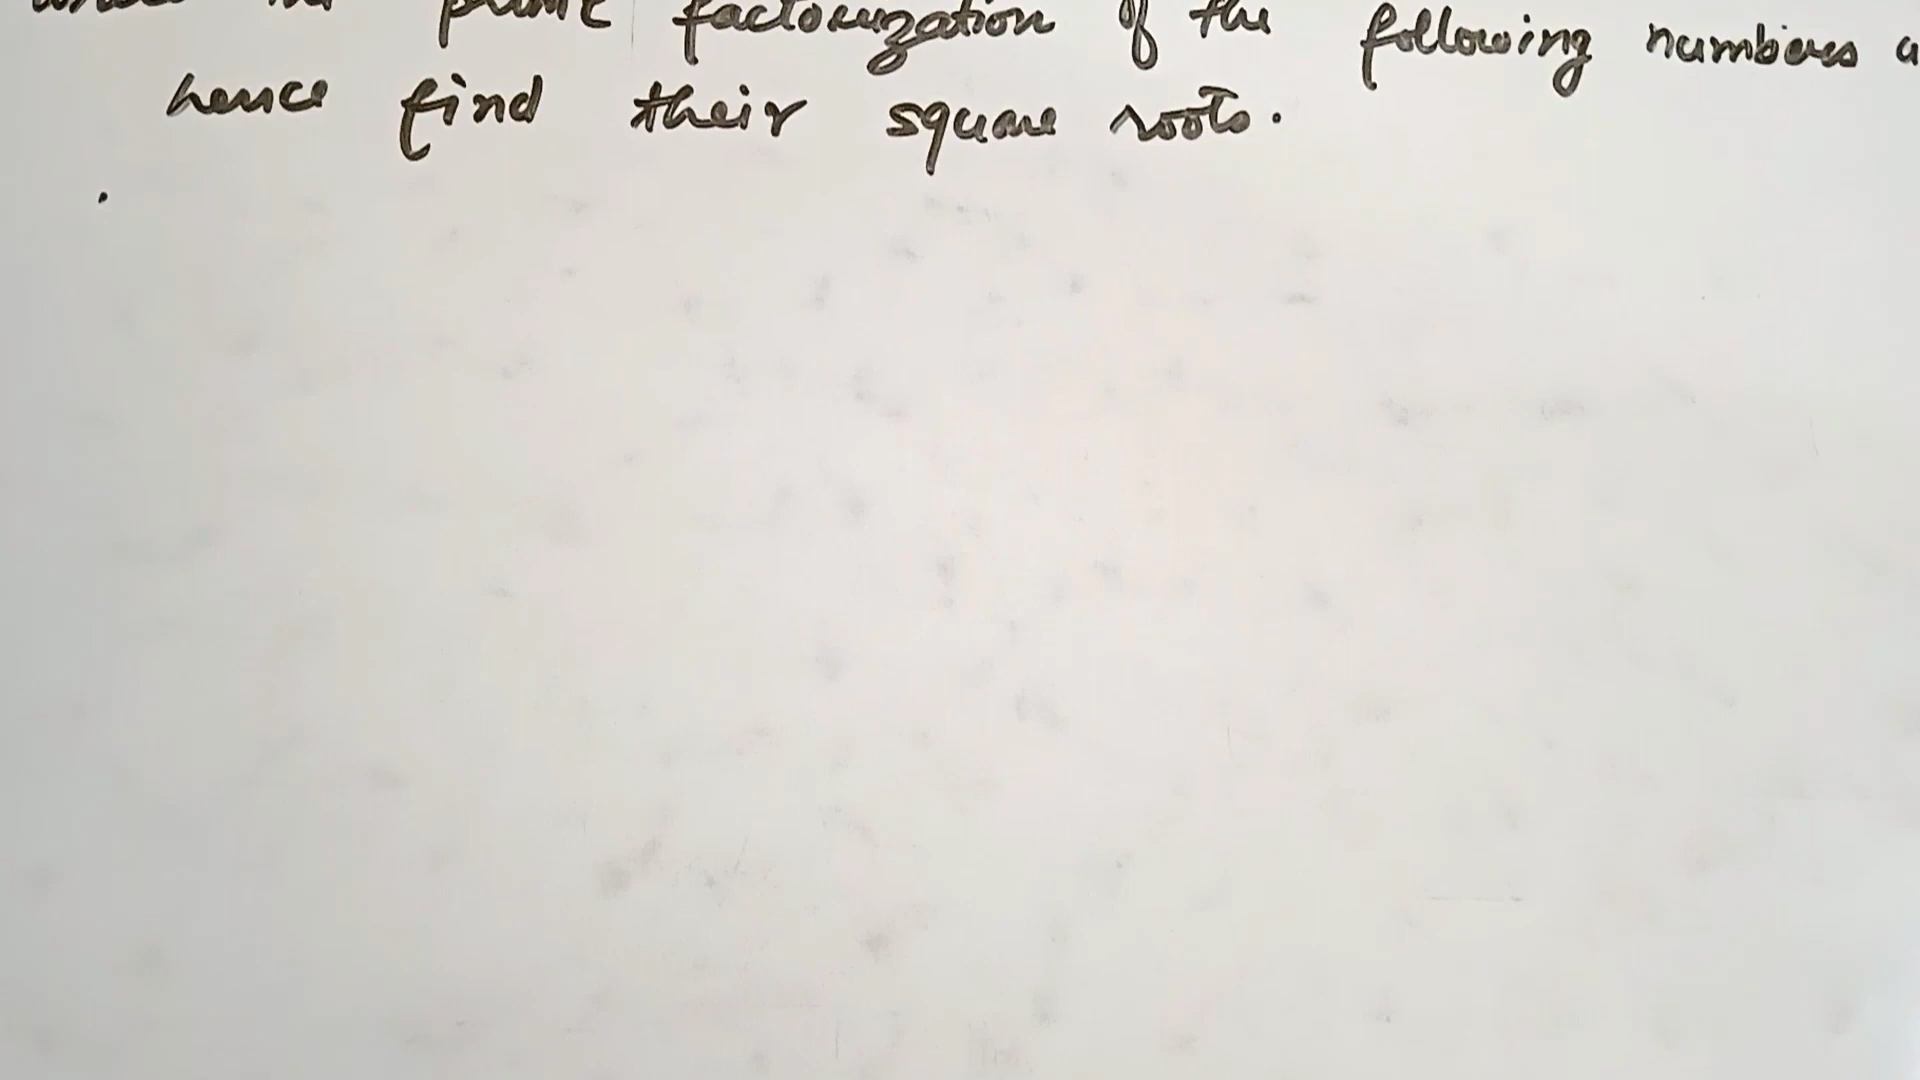 prime factorization of the following numbers
hence find their square roots.